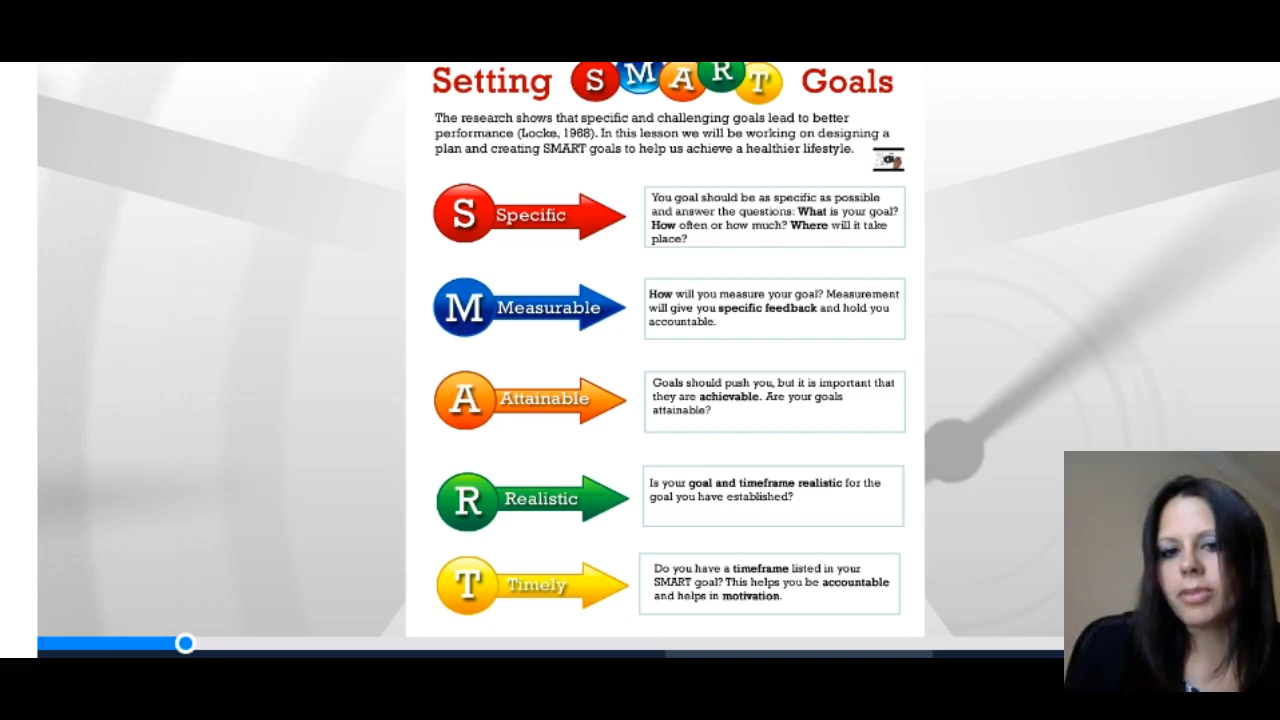 Setting SMART Goals
The research shows that specific and challenging goals lead to better
performance (Locke, 1968). In this lesson we will be working on designing a
plan and creating SMART goals to help us achieve a healthier lifestyle.
S Specific
You goal should be as specific as possible
and answer the questions: What is your goal?
How often or how much? Where will it take
place?
M Measurable
How will you measure your goal? Measurement
will give you specific feedback and hold you
accountable.
A Attainable
Goals should push you, but it is important that
they are achievable. Are your goals
attainable?
R Realistic
Is your goal and timeframe realistic for the
goal you have established?
T Timely
Do you have a timeframe listed in your
SMART goal? This helps you be accountable
and helps in motivation.